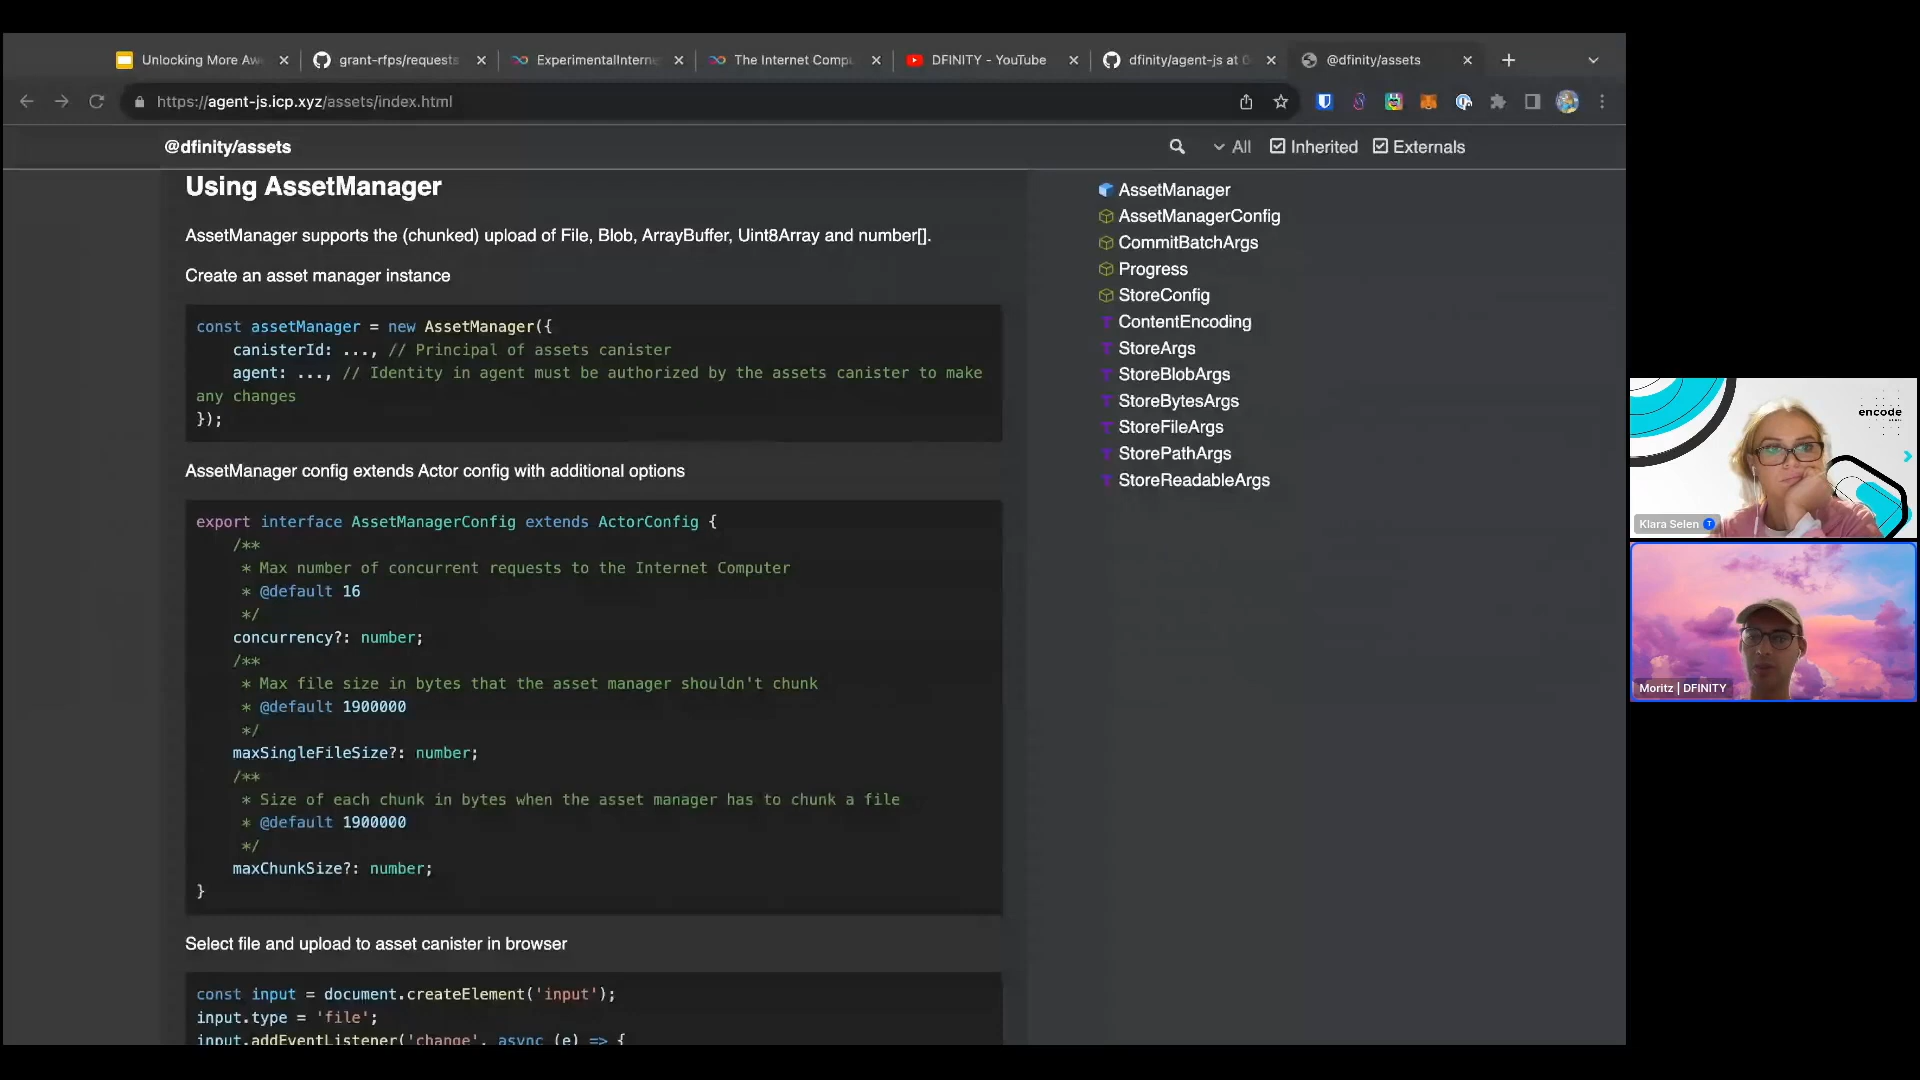 Unlocking More Aw
grant-rfps/requests
ExperimentalIntern
The Internet Compu
DFINITY - YouTube
dfinity/agent-js at 0
@dfinity/assets
https://agent-js.icp.xyz/assets/index.html
@dfinity/assets
All
Inherited
Externals
Using AssetManager
AssetManager supports the (chunked) upload of File, Blob, ArrayBuffer, Uint8Array and number[].
Create an asset manager instance
const assetManager = new AssetManager({
canisterId: ..., // Principal of assets canister
agent: ..., // Identity in agent must be authorized by the assets canister to make
any changes
});
AssetManager config extends Actor config with additional options
export interface AssetManagerConfig extends ActorConfig {
/**
* Max number of concurrent requests to the Internet Computer
* @default 16
*/
concurrency?: number;
/**
* Max file size in bytes that the asset manager shouldn't chunk
* @default 1900000
*/
maxSingleFileSize?: number;
/**
* Size of each chunk in bytes when the asset manager has to chunk a file
* @default 1900000
*/
maxChunkSize?: number;
}
Select file and upload to asset canister in browser
const input = document.createElement('input');
input.type = 'file';
input.addEventListener('change', async (e) => {
AssetManager
AssetManagerConfig
CommitBatchArgs
Progress
StoreConfig
ContentEncoding
StoreArgs
StoreBlobArgs
StoreBytesArgs
StoreFileArgs
StorePathArgs
StoreReadableArgs
encode
Klara Selen
Moritz | DFINITY